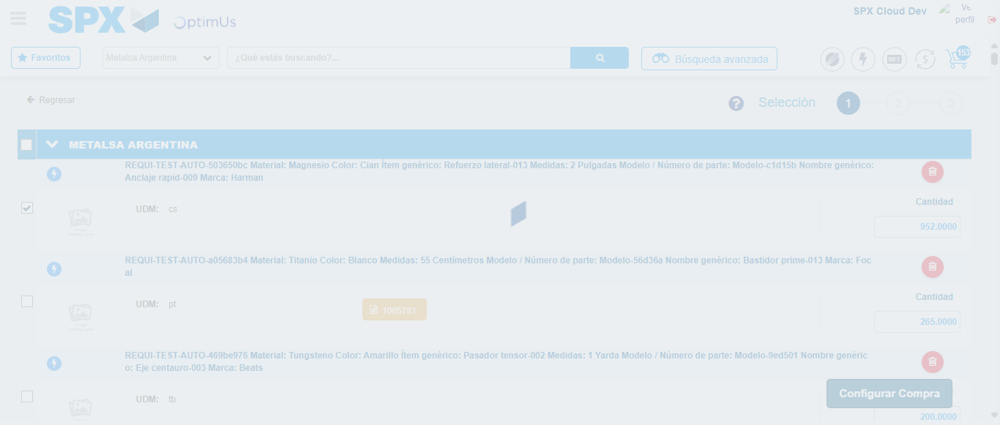 SPX
OptimUs
SPX Cloud Dev
Ve
perfil
Favoritos
Metalsa Argentina
¿Qué estás buscando?...
Búsqueda avanzada
153
Regresar
?
Selección
1
2
3
METALSA ARGENTINA
REQUI-TEST-AUTO-503650bc Material: Magnesio Color: Cian Ítem genérico: Refuerzo lateral-013 Medidas: 2 Pulgadas Modelo / Número de parte: Modelo-c1d15b Nombre genérico:
Anclaje rapid-009 Marca: Harman
UDM: cs
Cantidad
952.0000
REQUI-TEST-AUTO-a05683b4 Material: Titanio Color: Blanco Medidas: 55 Centímetros Modelo / Número de parte: Modelo-56d36a Nombre genérico: Bastidor prime-013 Marca: Foc
al
UDM: pt
1005781
Cantidad
265.0000
REQUI-TEST-AUTO-469be976 Material: Tungsteno Color: Amarillo Ítem genérico: Pasador tensor-002 Medidas: 1 Yarda Modelo / Número de parte: Modelo-9ed501 Nombre genéric
o: Eje centauro-003 Marca: Beats
UDM: tb
Configurar Compra
200.0000